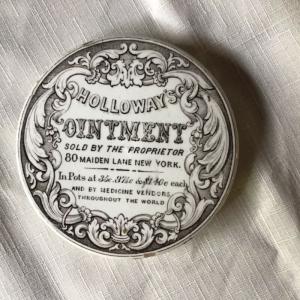 HOLLOWAY'S
OINTMENT
SOLD BY THE PROPRIETOR
80 MAIDEN LANE NEW YORK.
In Pots at each
AND BY MEDICINE VENDORS
THROUGHOUT THE WORLD